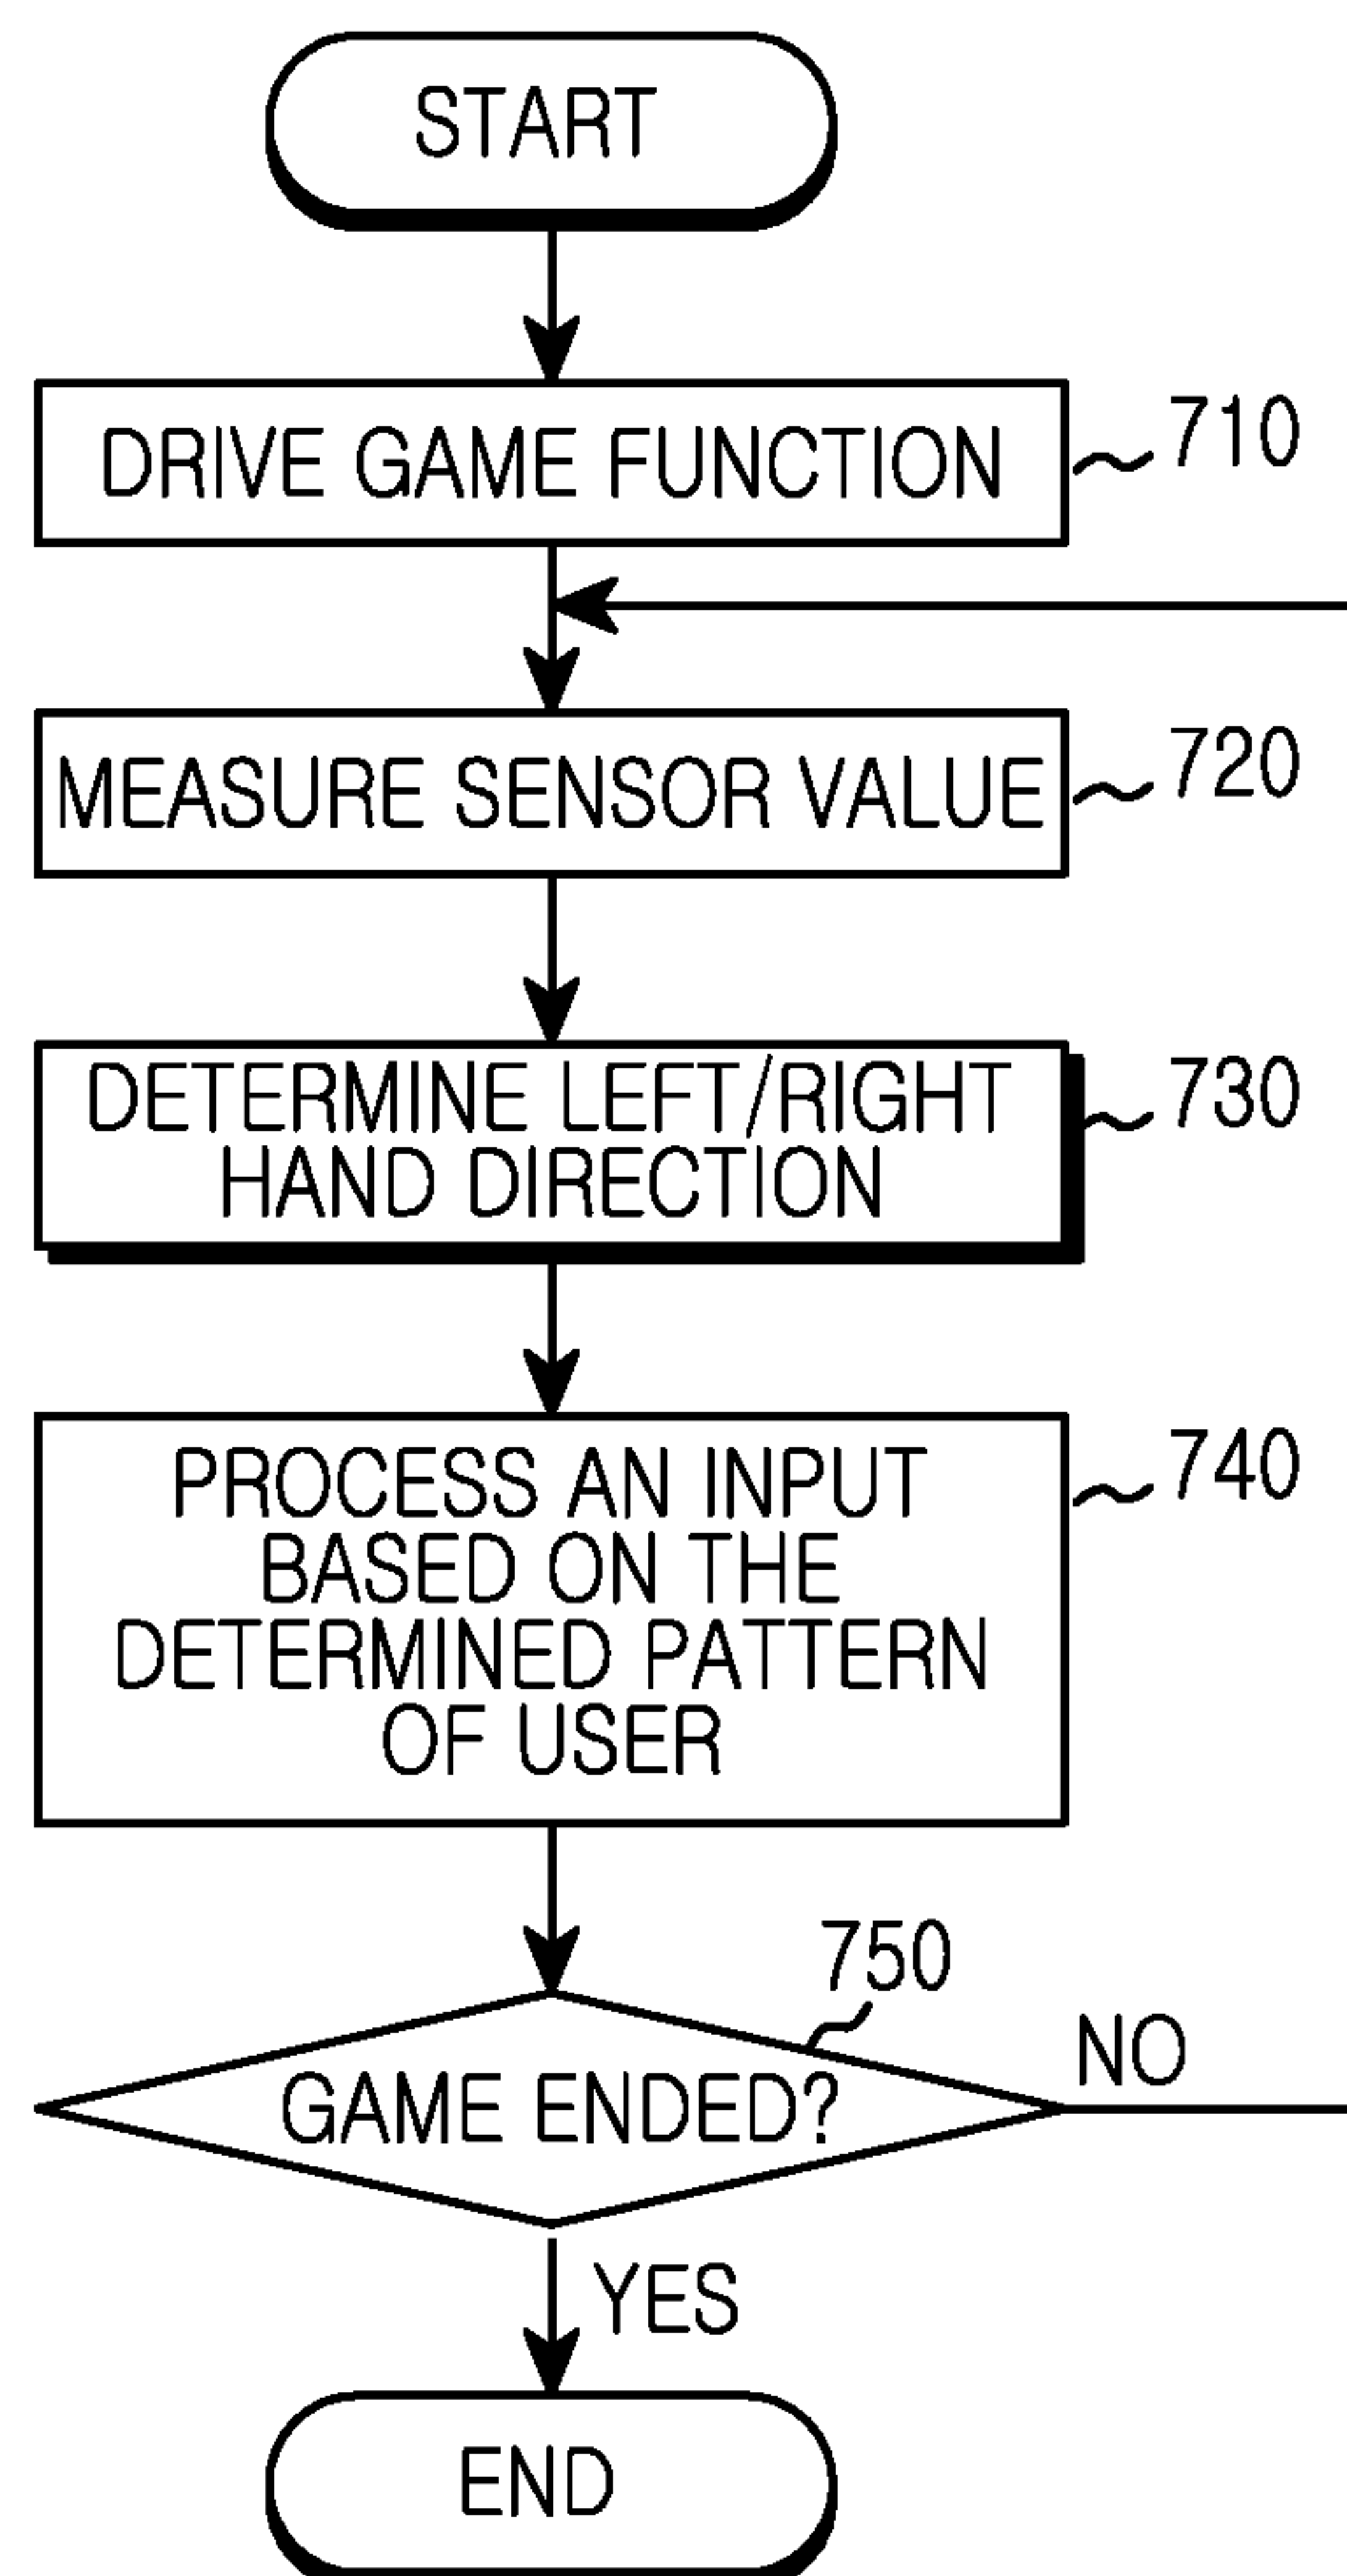 START
DRIVE GAME FUNCTION
710
MEASURE SENSOR VALUE
720
DETERMINE LEFT/RIGHT
HAND DIRECTION
730
PROCESS AN INPUT
BASED ON THE
DETERMINED PATTERN
OF USER
740
750
GAME ENDED?
NO
YES
END